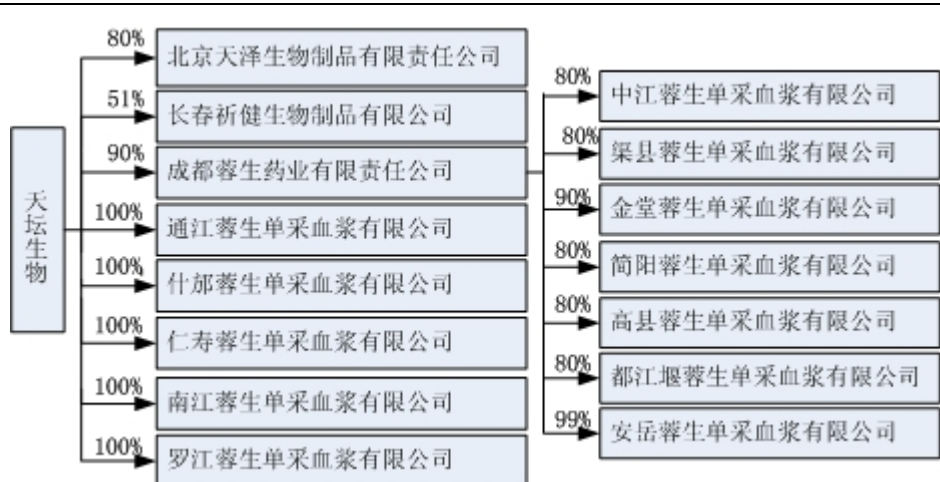 天坛生物
80%
北京天泽生物制品有限责任公司
51%
长春祈健生物制品有限公司
90%
成都蓉生药业有限责任公司
100%
通江蓉生单采血浆有限公司
100%
什邡蓉生单采血浆有限公司
100%
仁寿蓉生单采血浆有限公司
100%
南江蓉生单采血浆有限公司
100%
罗江蓉生单采血浆有限公司
80%
中江蓉生单采血浆有限公司
80%
渠县蓉生单采血浆有限公司
90%
金堂蓉生单采血浆有限公司
80%
简阳蓉生单采血浆有限公司
80%
高县蓉生单采血浆有限公司
80%
都江堰蓉生单采血浆有限公司
99%
安岳蓉生单采血浆有限公司